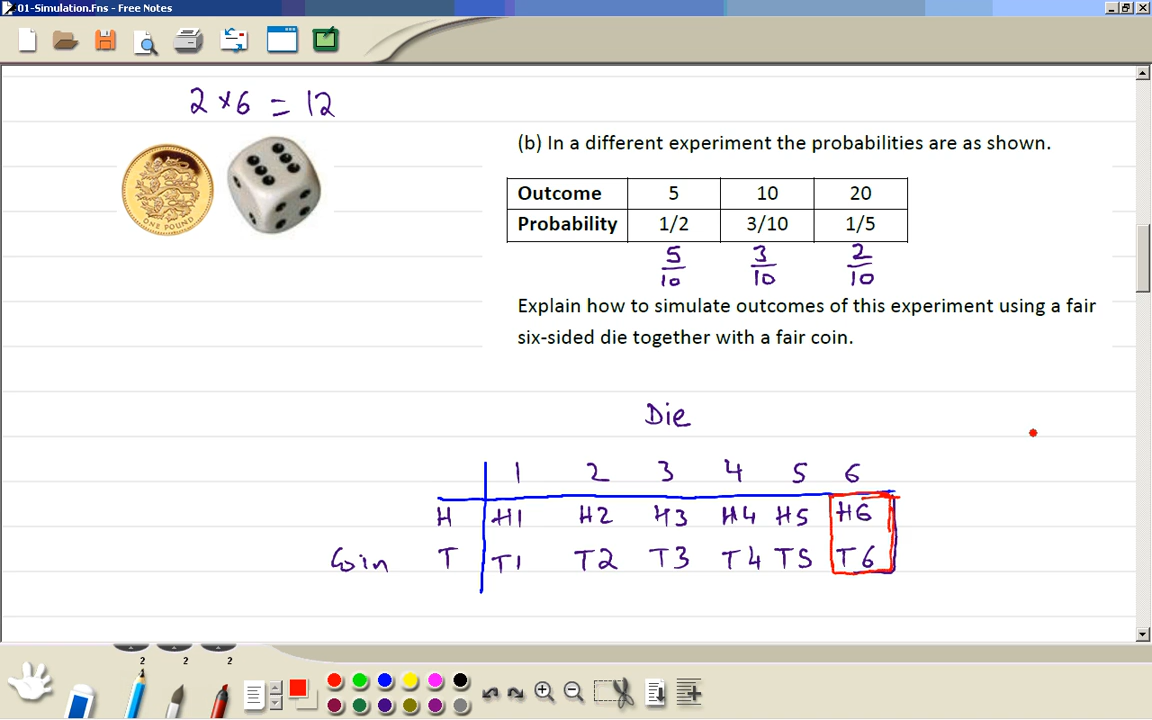 01-Simulation.Fns - Free Notes
2 × 6 = 12
ONE POUND
(b) In a different experiment the probabilities are as shown.
Outcome 5 10 20
Probability 1/2 3/10 1/5
5/10 3/10 2/10
Explain how to simulate outcomes of this experiment using a fair
six-sided die together with a fair coin.
Die
1 2 3 4 5 6
H H1 H2 H3 H4 H5 H6
Coin T T1 T2 T3 T4 T5 T6
2 2 2